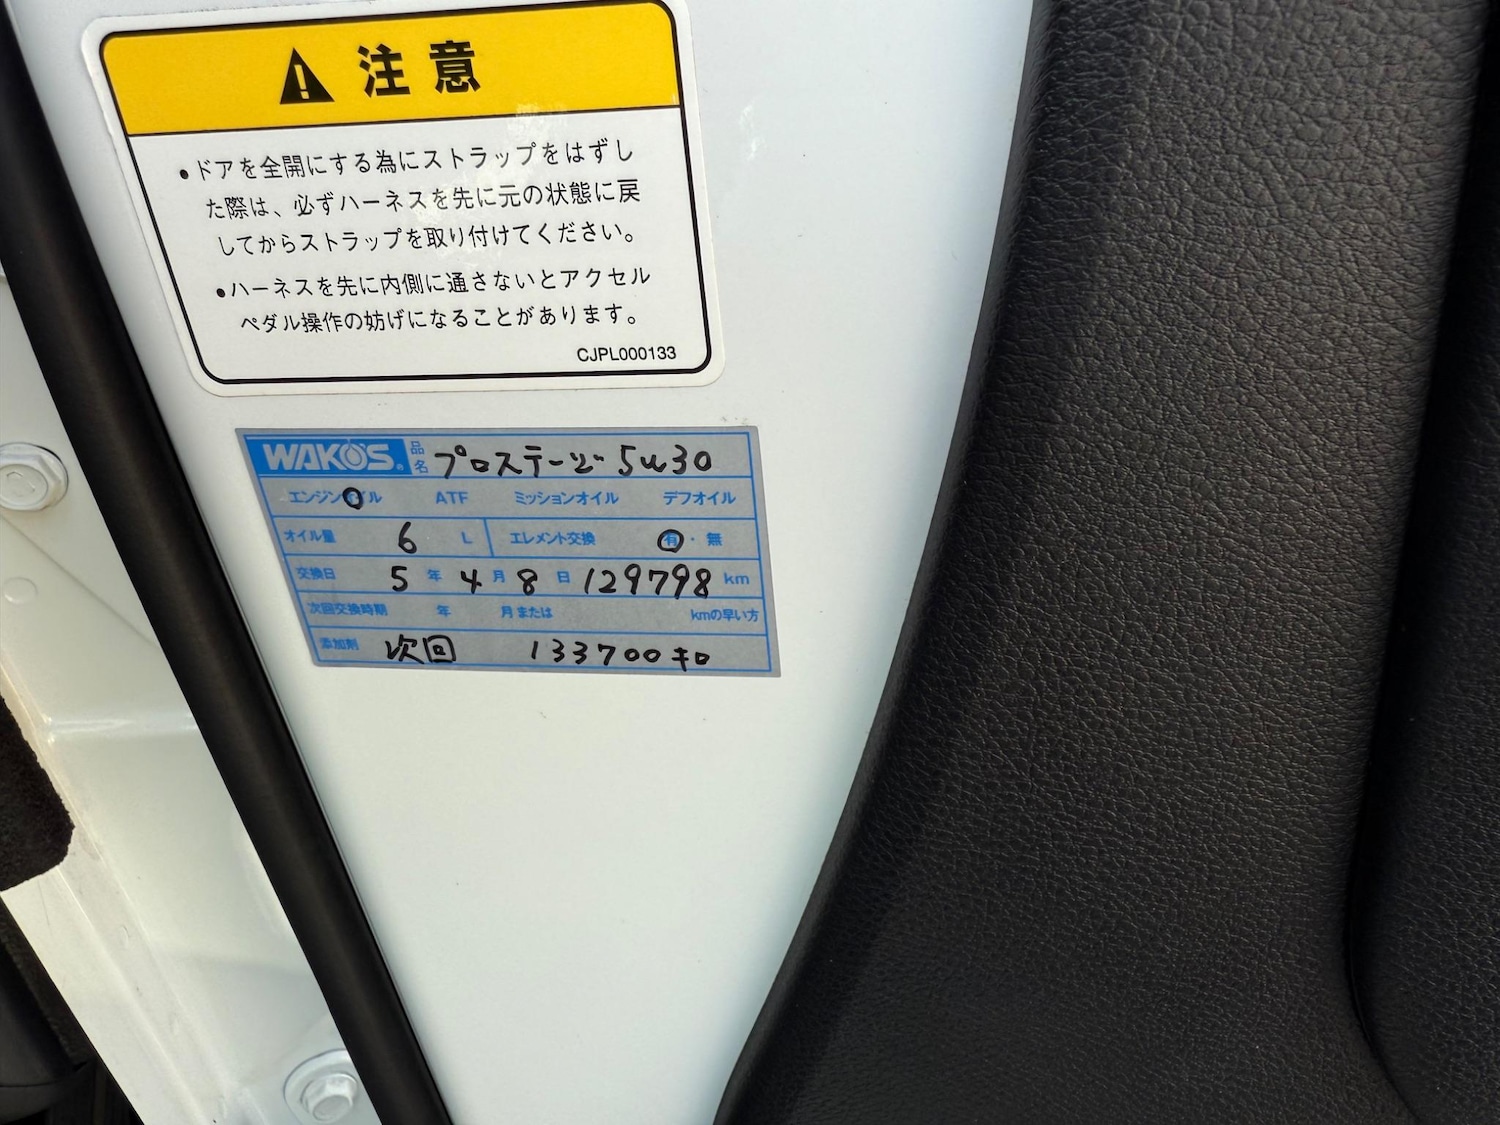 注意
•ドアを全開にする為にストラップをはずし
た際は、必ずハーネスを先に元の状態に戻
してからストラップを取り付けてください。
•ハーネスを先に内側に通さないとアクセル
ペダル操作の妨げになることがあります。
CJPL000133
WAKO'S® 品名 プロステージ 5W30
エンジンオイル ATF ミッションオイル デフオイル
オイル量 6 L エレメント交換 有・無
交換日 5 年 4 月 8 日 129798 km
次回交換時期 年 月または kmの早い方
添加剤 次回 133700キロ